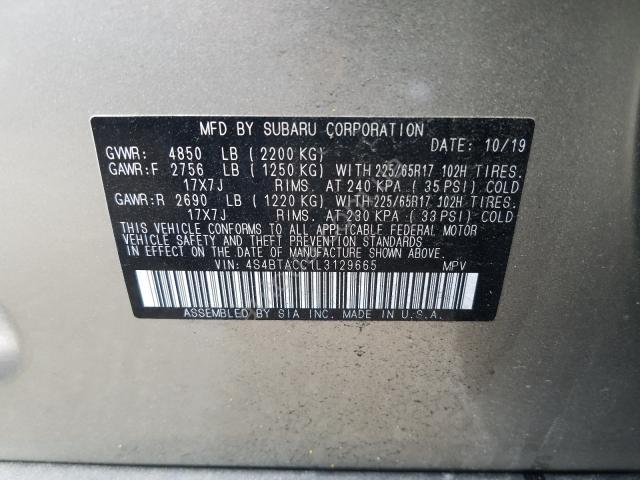 MFD BY SUBARU CORPORATION
DATE: 10/19
GVWR: 4850 LB (2200 KG)
GAWR:F 2756 LB (1250 KG) WITH 225/65R17 102H TIRES.
17X7J RIMS. AT 240 KPA (35 PSI) COLD
GAWR:R 2690 LB (1220 KG) WITH 225/65R17 102H TIRES.
17X7J RIMS. AT 230 KPA (33 PSI) COLD
THIS VEHICLE CONFORMS TO ALL APPLICABLE FEDERAL MOTOR
VEHICLE SAFETY AND THEFT PREVENTION STANDARDS
IN EFFECT ON THE DATE OF MANUFACTURE SHOWN ABOVE.
VIN: 4S4BTACC1L3129665 MPV
ASSEMBLED BY SIA INC. MADE IN U.S.A.